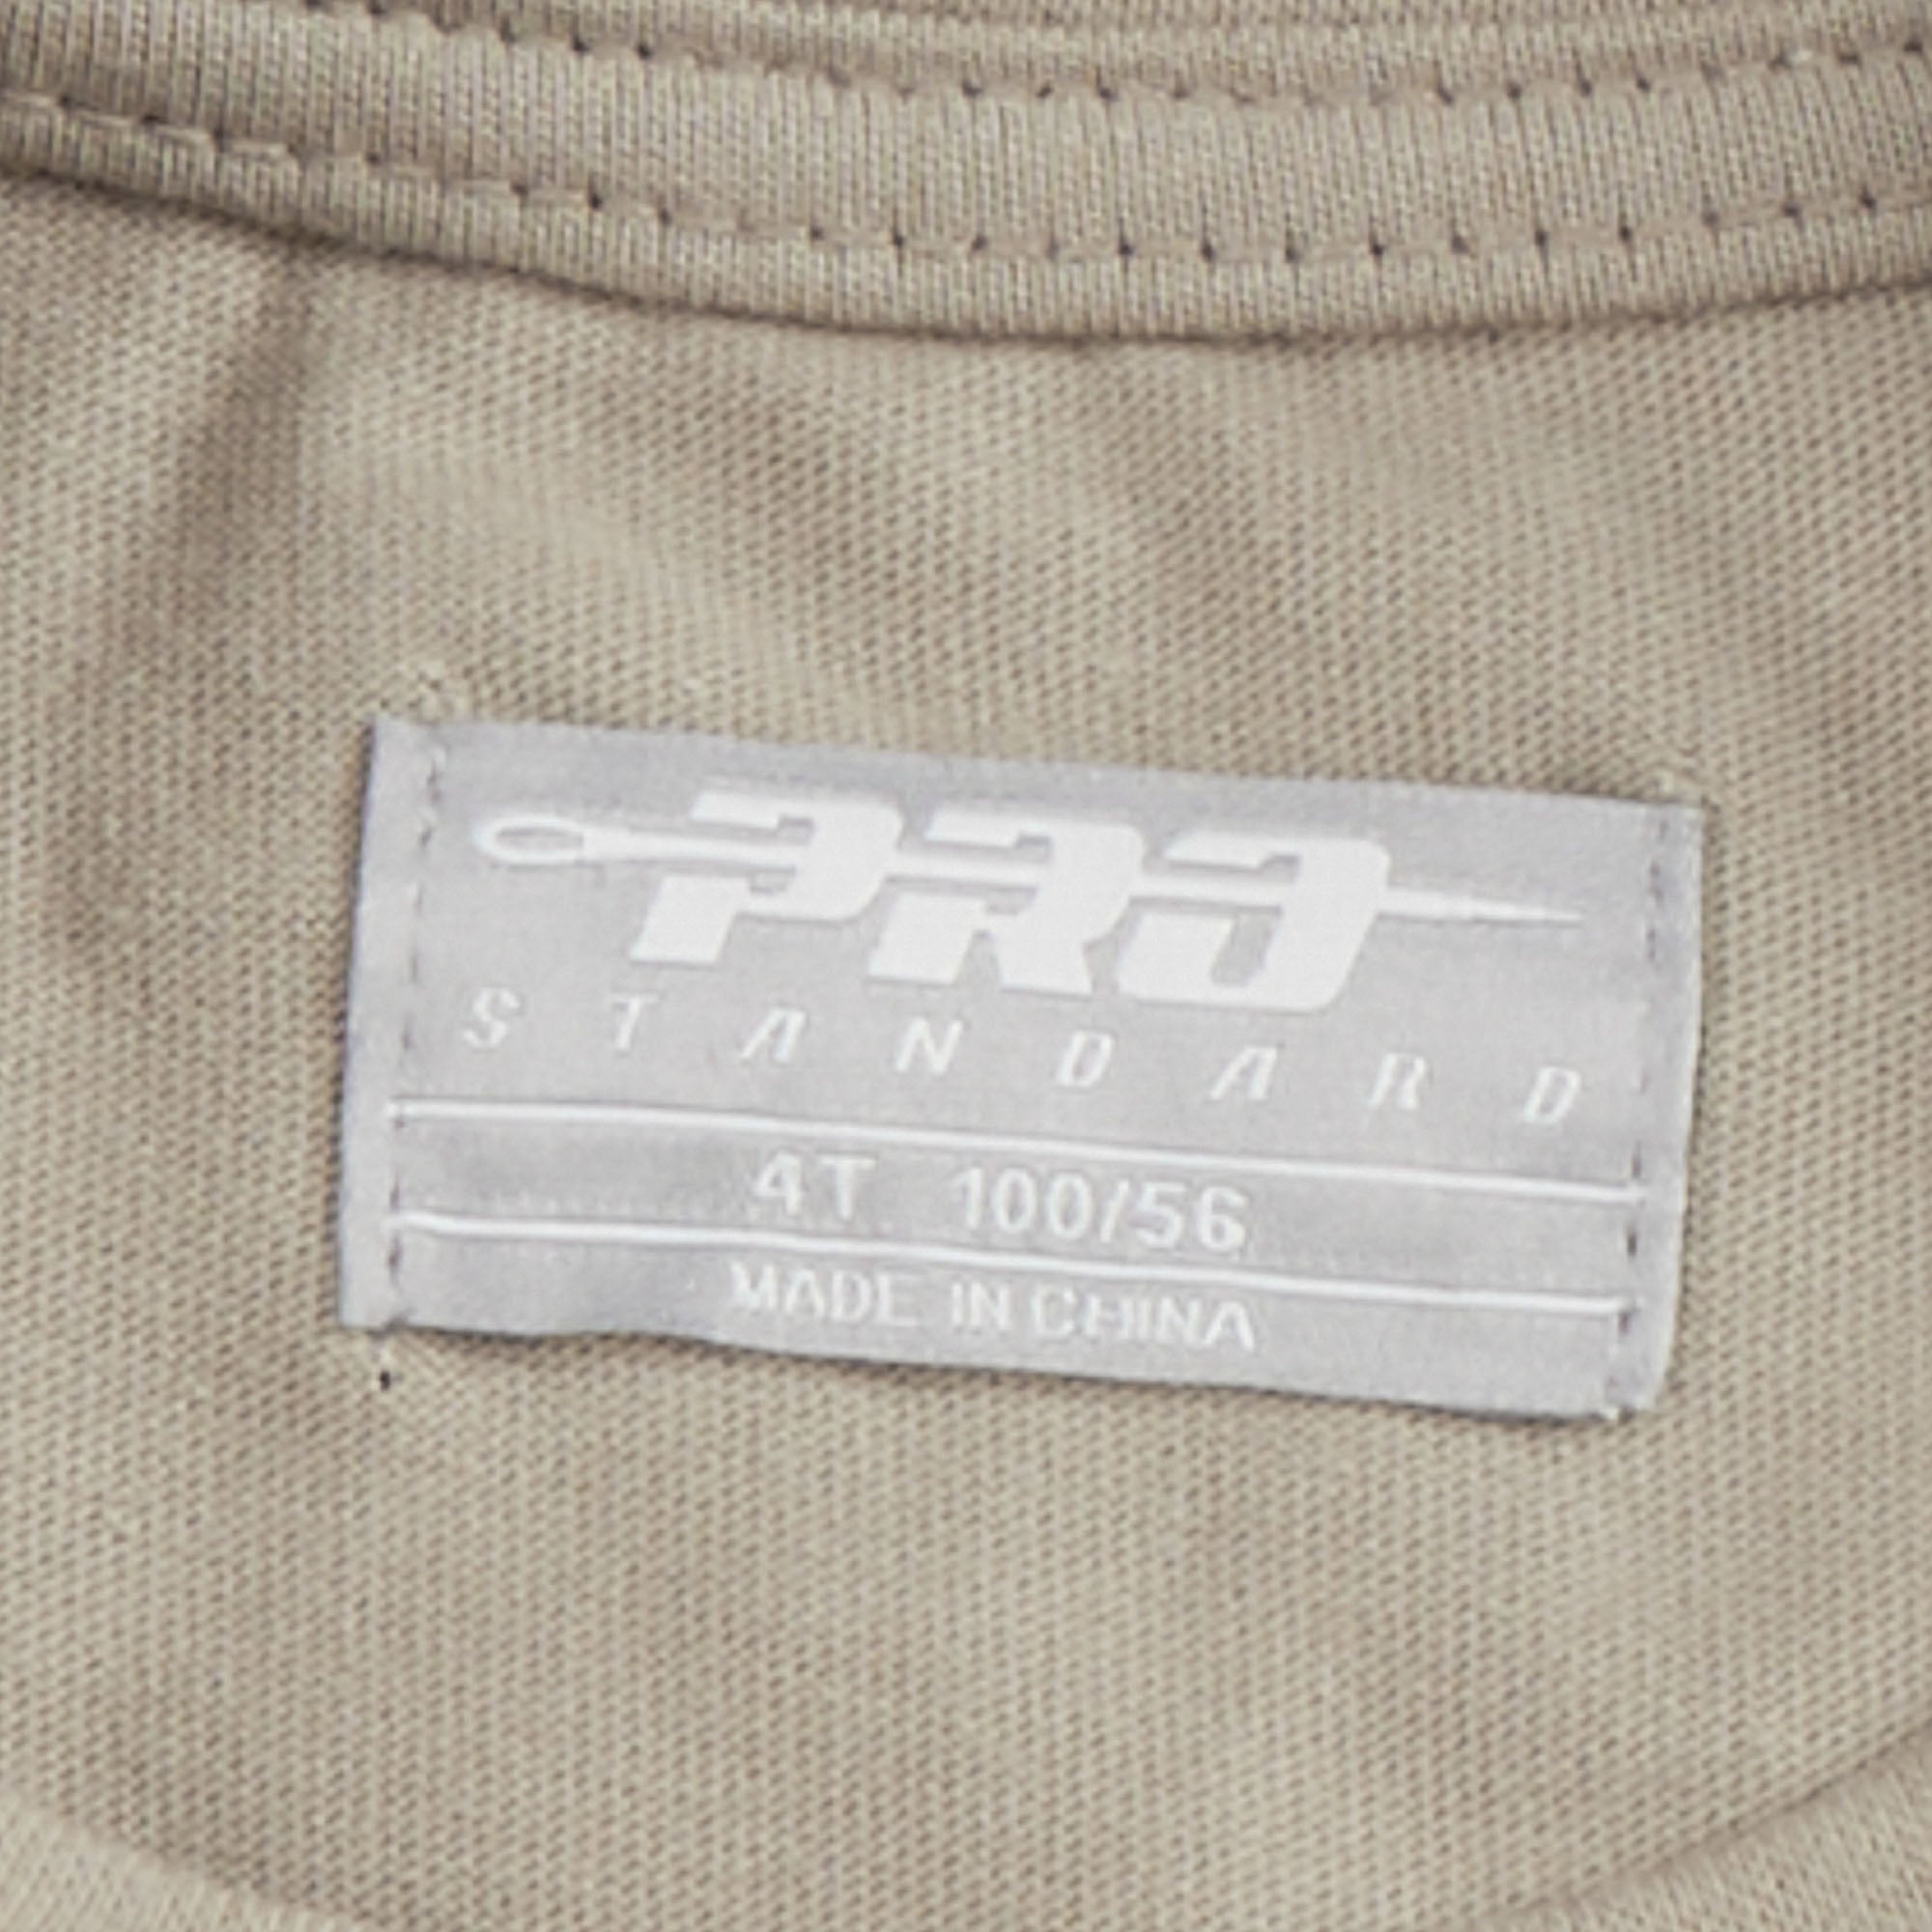 PRO
STANDARD
4T 100/56
MADE IN CHINA